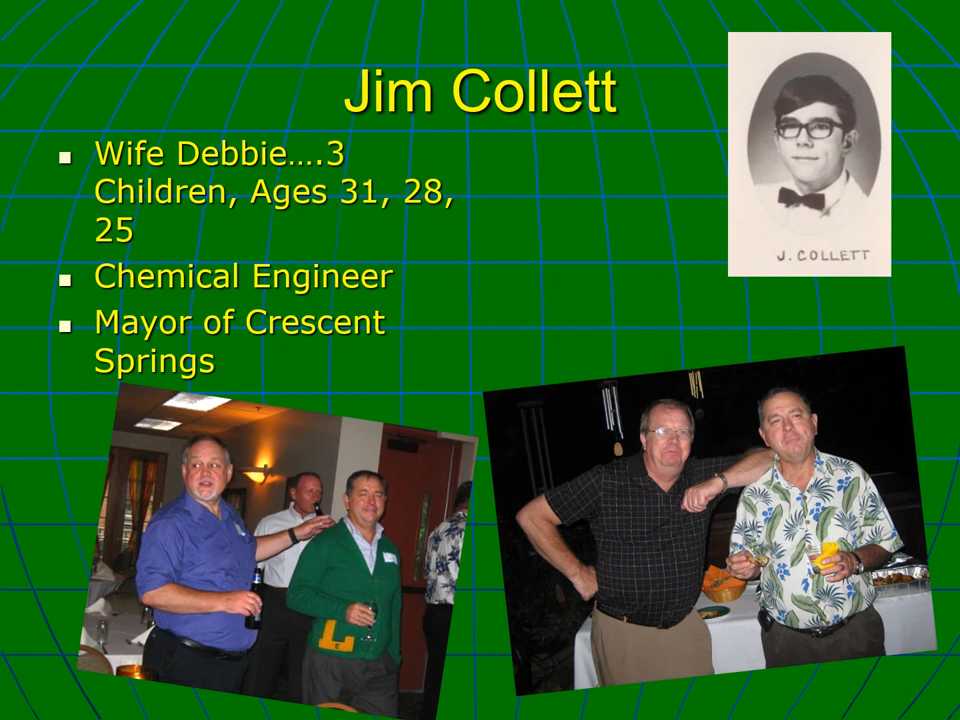 Jim Collett
Wife Debbie….3
Children, Ages 31, 28,
25
Chemical Engineer
Mayor of Crescent
Springs
J. COLLETT
L